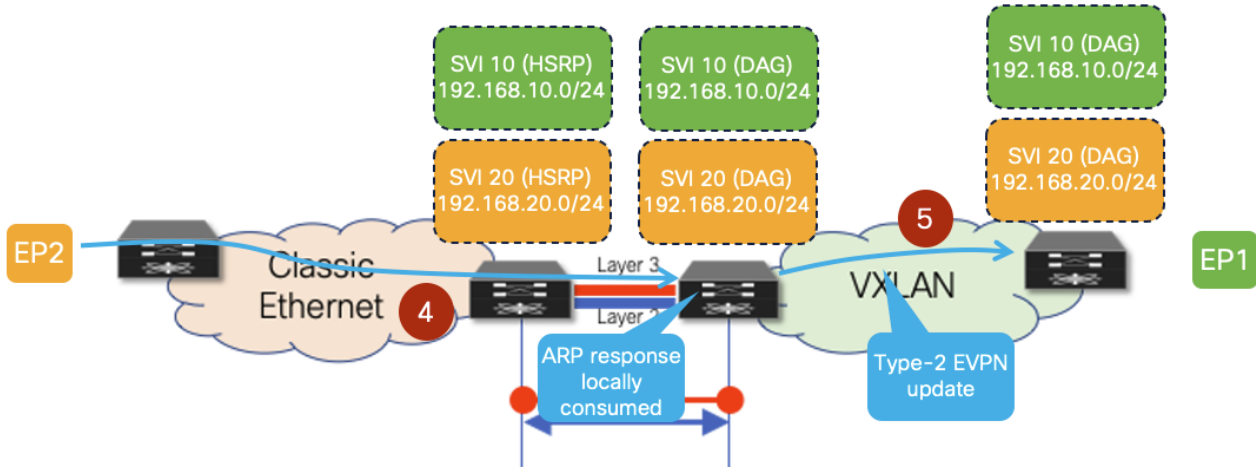 SVI 10 (HSRP)
192.168.10.0/24
SVI 10 (DAG)
192.168.10.0/24
SVI 10 (DAG)
192.168.10.0/24
SVI 20 (HSRP)
192.168.20.0/24
SVI 20 (DAG)
192.168.20.0/24
SVI 20 (DAG)
192.168.20.0/24
EP2
Classic
Ethernet
4
Layer 3
Layer 2
ARP response
locally
consumed
5
VXLAN
Type-2 EVPN
update
EP1